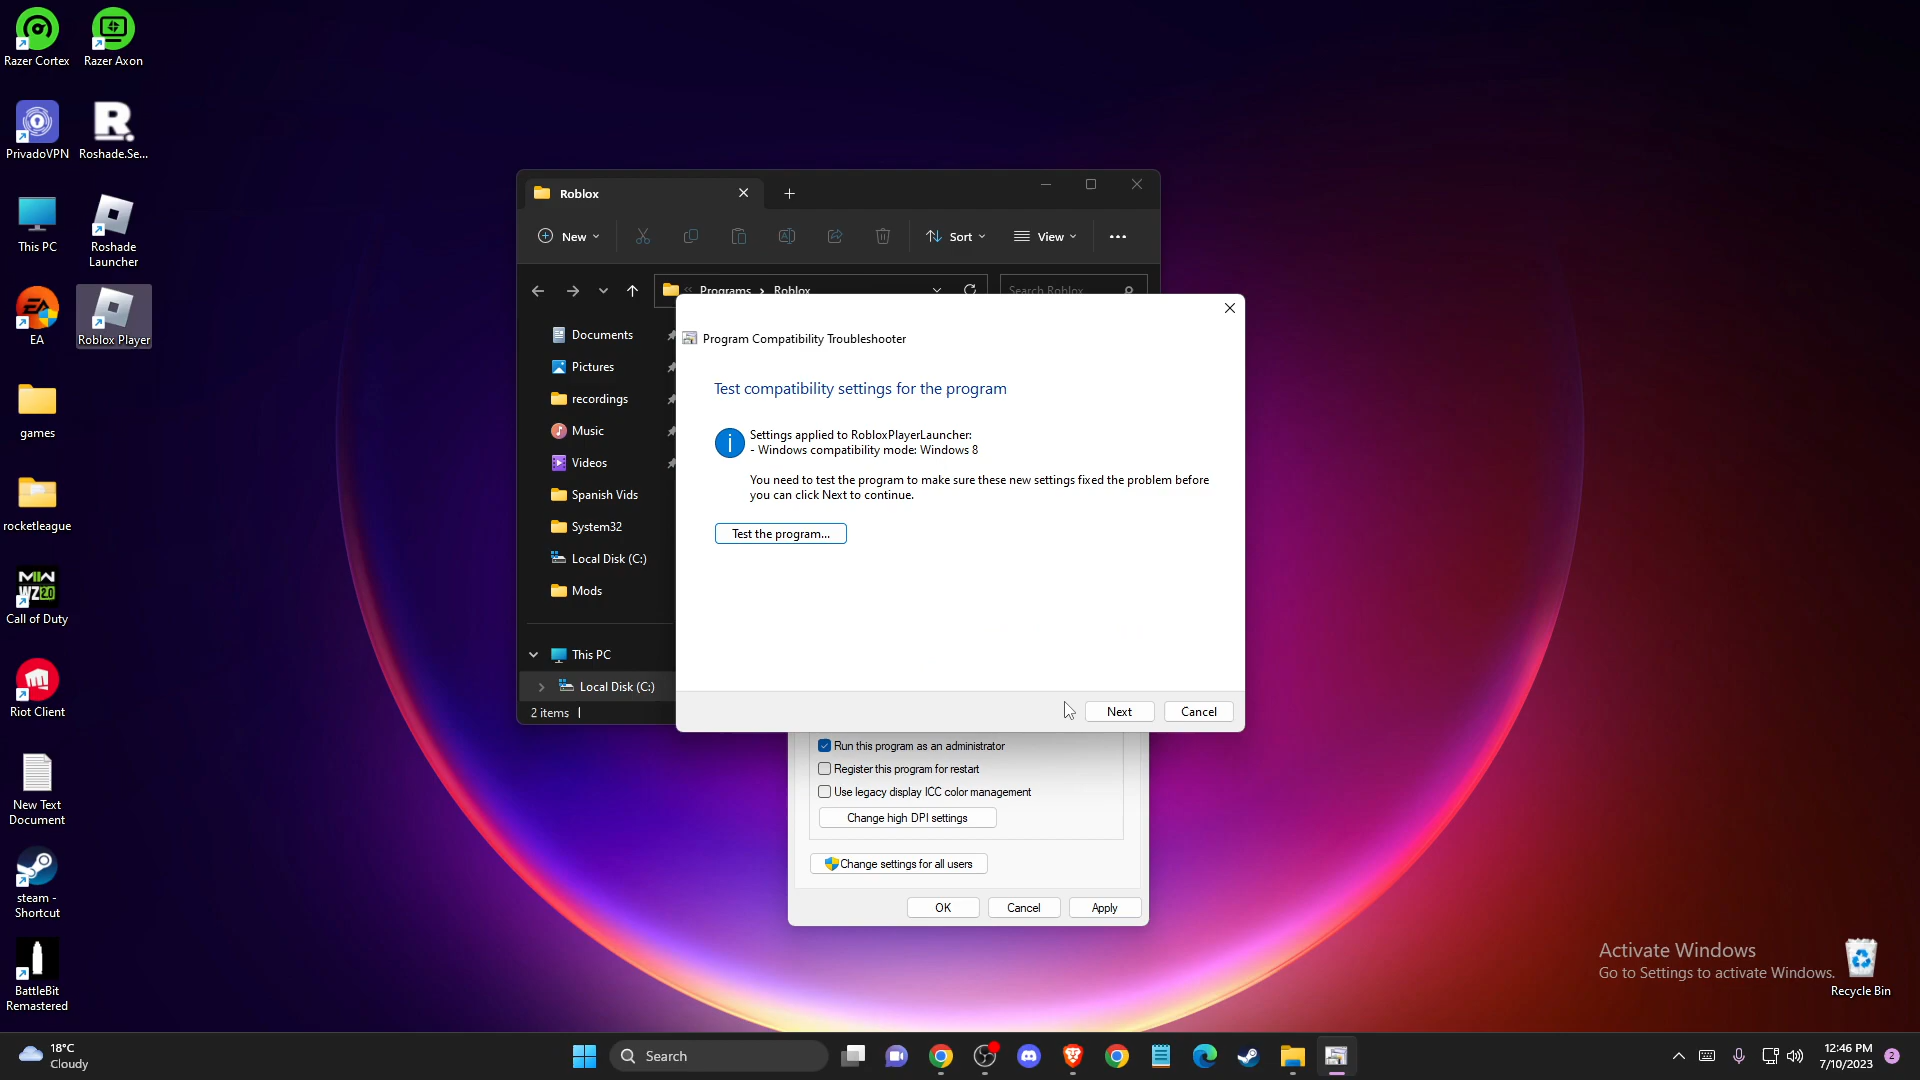 Razer Cortex
Razer Axon
PrivadoVPN
Roshade.Se...
This PC
Roshade
Launcher
EA
Roblox Player
games
rocketleague
Call of Duty
Riot Client
New Text
Document
steam -
Shortcut
BattleBit
Remastered
Roblox
New
Sort
View
Programs
Roblox
Search Roblox
Documents
Pictures
recordings
Music
Videos
Spanish Vids
System32
Local Disk (C:)
Mods
This PC
Local Disk (C:)
2 items
Program Compatibility Troubleshooter
Test compatibility settings for the program
Settings applied to RobloxPlayerLauncher:
- Windows compatibility mode: Windows 8
You need to test the program to make sure these new settings fixed the problem before
you can click Next to continue.
Test the program...
Next
Cancel
Run this program as an administrator
Register this program for restart
Use legacy display ICC color management
Change high DPI settings
Change settings for all users
OK
Cancel
Apply
Activate Windows
Go to Settings to activate Windows.
Recycle Bin
18°C
Cloudy
Search
12:46 PM
7/10/2023
2
EA
R
MW
WZ2.0